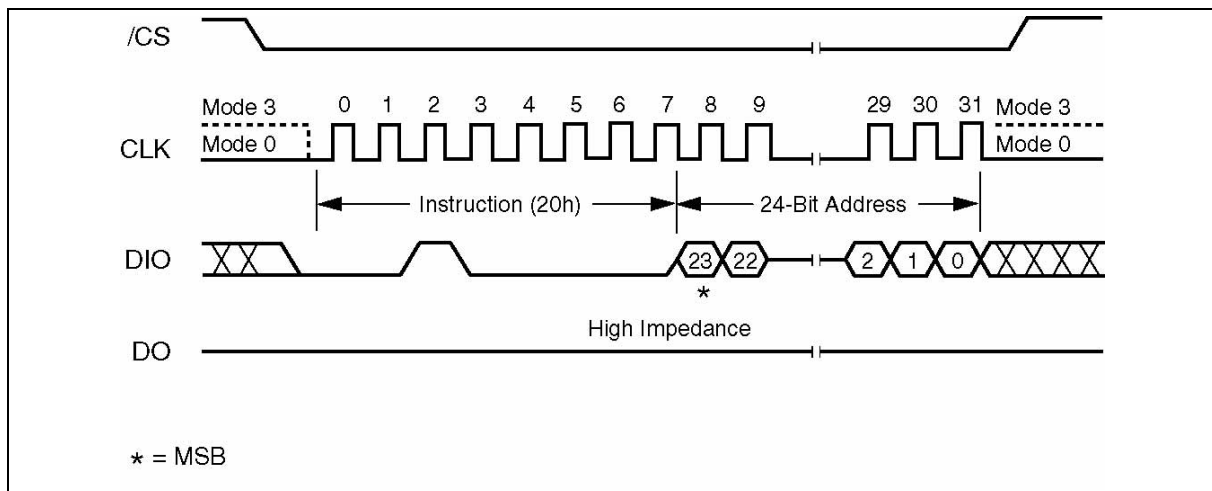 /CS
Mode 3 0 1 2 3 4 5 6 7 8 9 29 30 31 Mode 3
CLK Mode 0 Mode 0
Instruction (20h) 24-Bit Address
DIO 23 22 2 1 0
*
High Impedance
DO
* = MSB